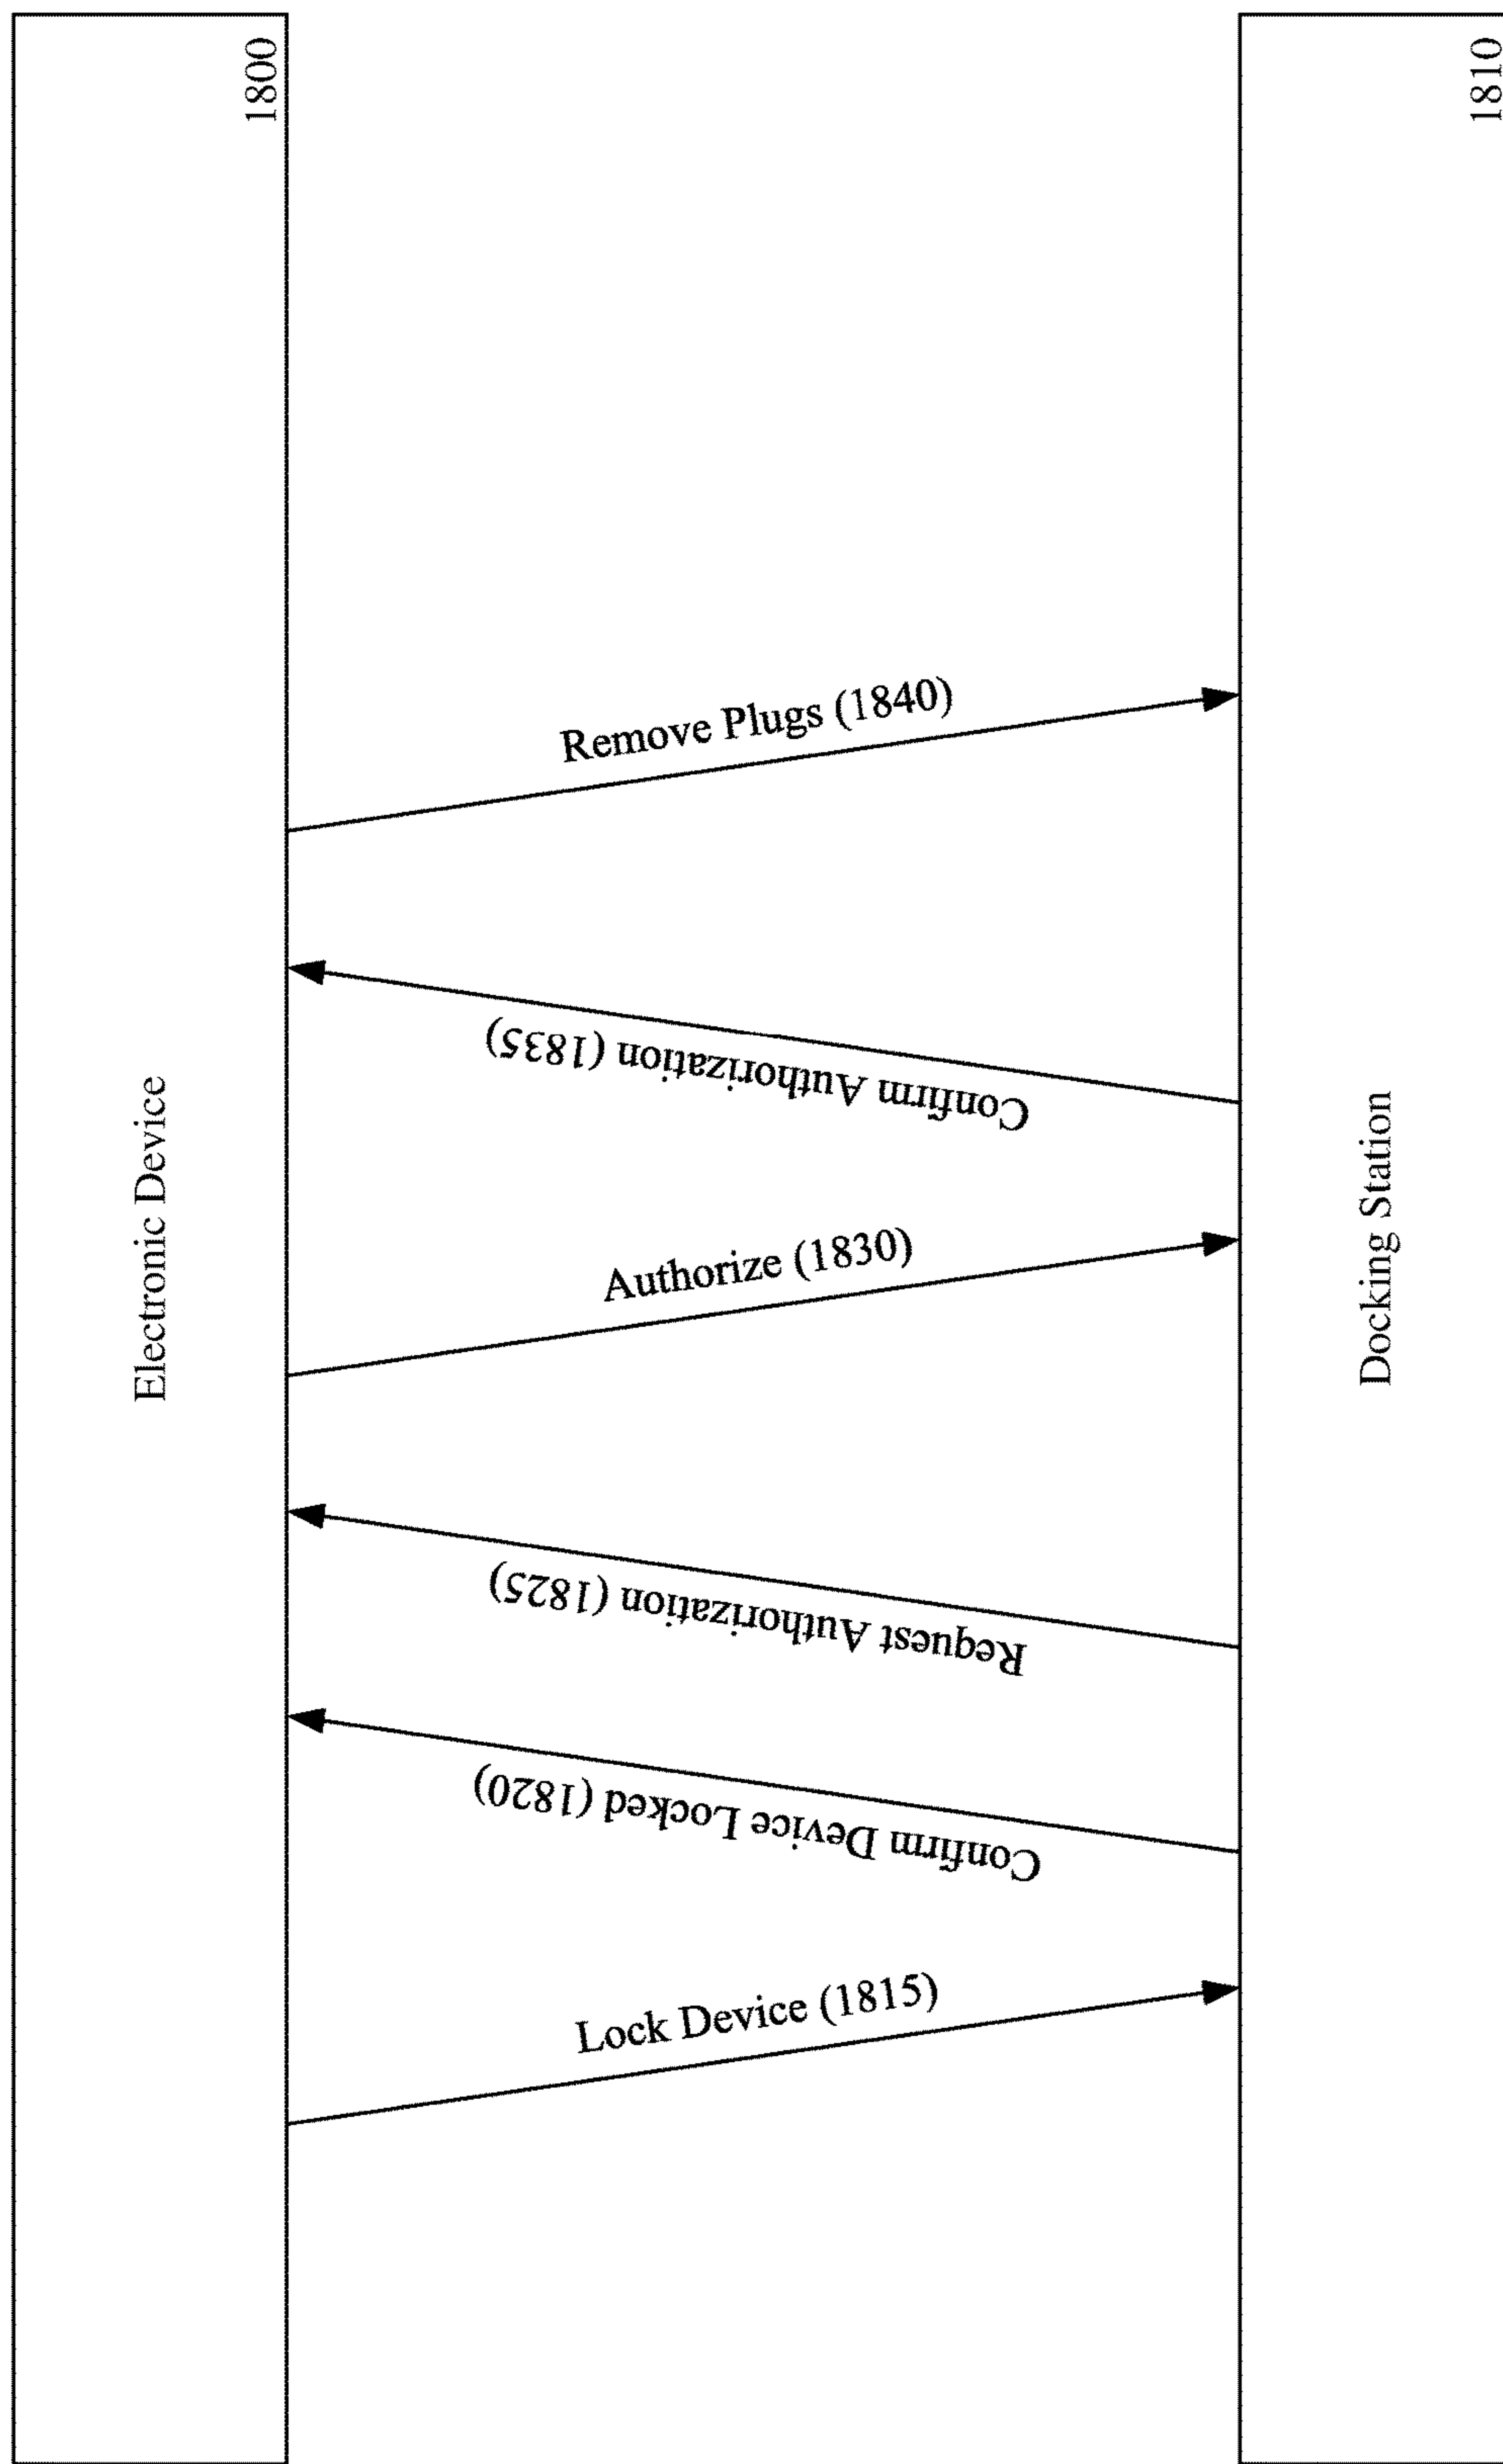 Electronic Device
1800
Lock Device (1815)
Confirm Device Locked (1820)
Request Authorization (1825)
Authorize (1830)
Confirm Authorization (1835)
Remove Plugs (1840)
Docking Station
1810